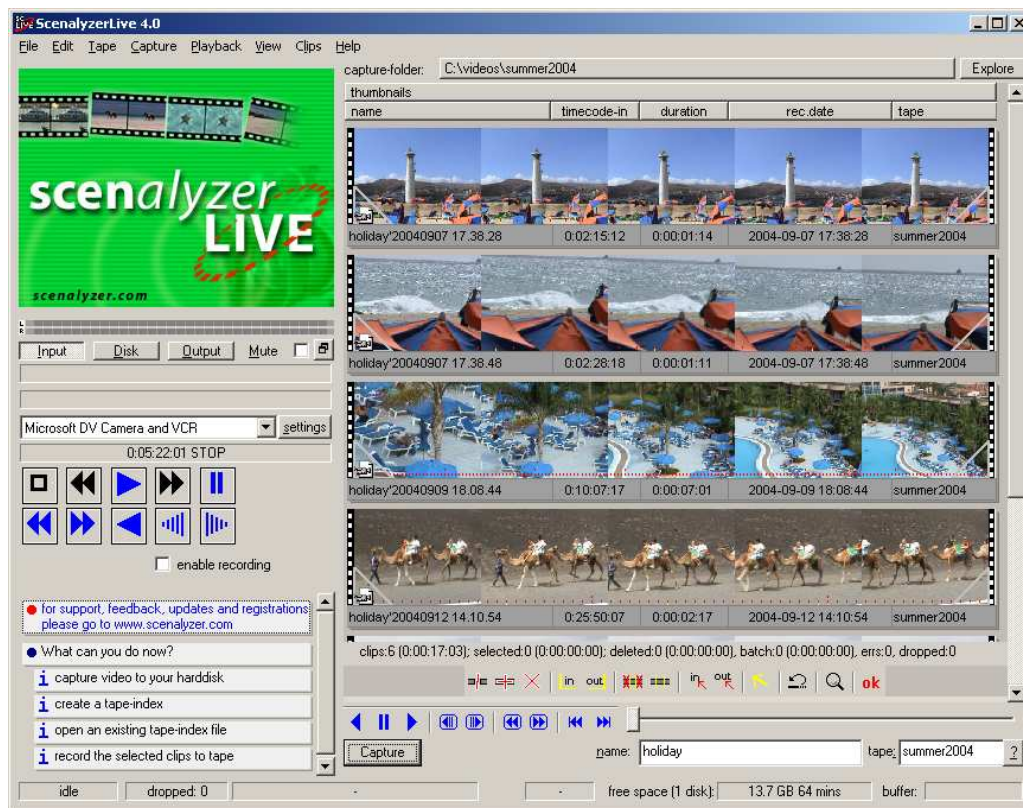 ScenalyzerLive 4.0
File Edit Tape Capture Playback View Clips Help
capture-folder: C:\videos\summer2004 Explore
thumbnails
name timecode-in duration rec.date tape
scenalyzer
LIVE
scenalyzer.com
holiday'20040907 17.38.28 0:02:15:12 0:00:01:14 2004-09-07 17:38:28 summer2004
holiday'20040907 17.38.48 0:02:28:18 0:00:01:11 2004-09-07 17:38:48 summer2004
holiday'20040909 18.08.44 0:10:07:17 0:00:07:01 2004-09-09 18:08:44 summer2004
holiday'20040912 14.10.54 0:25:50:07 0:00:02:17 2004-09-12 14:10:54 summer2004
L
R
Input Disk Output Mute
Microsoft DV Camera and VCR settings
0:05:22:01 STOP
enable recording
for support, feedback, updates and registrations
please go to www.scenalyzer.com
What can you do now?
i capture video to your harddisk
i create a tape-index
i open an existing tape-index file
i record the selected clips to tape
clips:6 (0:00:17:03); selected:0 (0:00:00:00); deleted:0 (0:00:00:00), batch:0 (0:00:00:00), errs:0, dropped:0
in out in out ok
Capture name: holiday tape: summer2004 ?
idle dropped: 0 - - free space (1 disk): 13.7 GB 64 mins buffer: